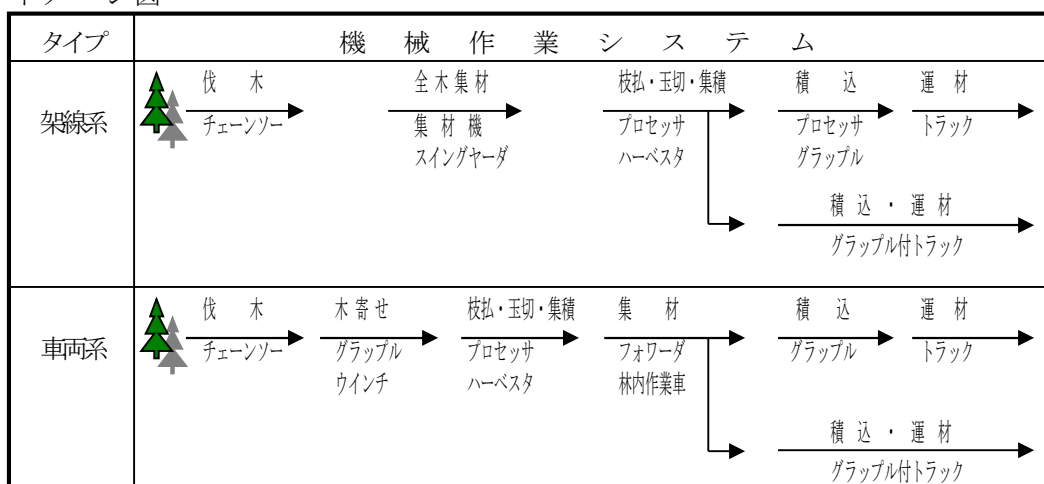 イメージ図
タイプ 機械作業システム
架線系
伐木 全木集材 枝払・玉切・集積 積込 運材
チェーンソー 集材機 プロセッサ プロセッサ トラック
スイングヤーダ ハーベスタ グラップル
積込・運材
グラップル付トラック
車両系
伐木 木寄せ 枝払・玉切・集積 集材 積込 運材
チェーンソー グラップル プロセッサ フォワーダ グラップル トラック
ウインチ ハーベスタ 林内作業車
積込・運材
グラップル付トラック